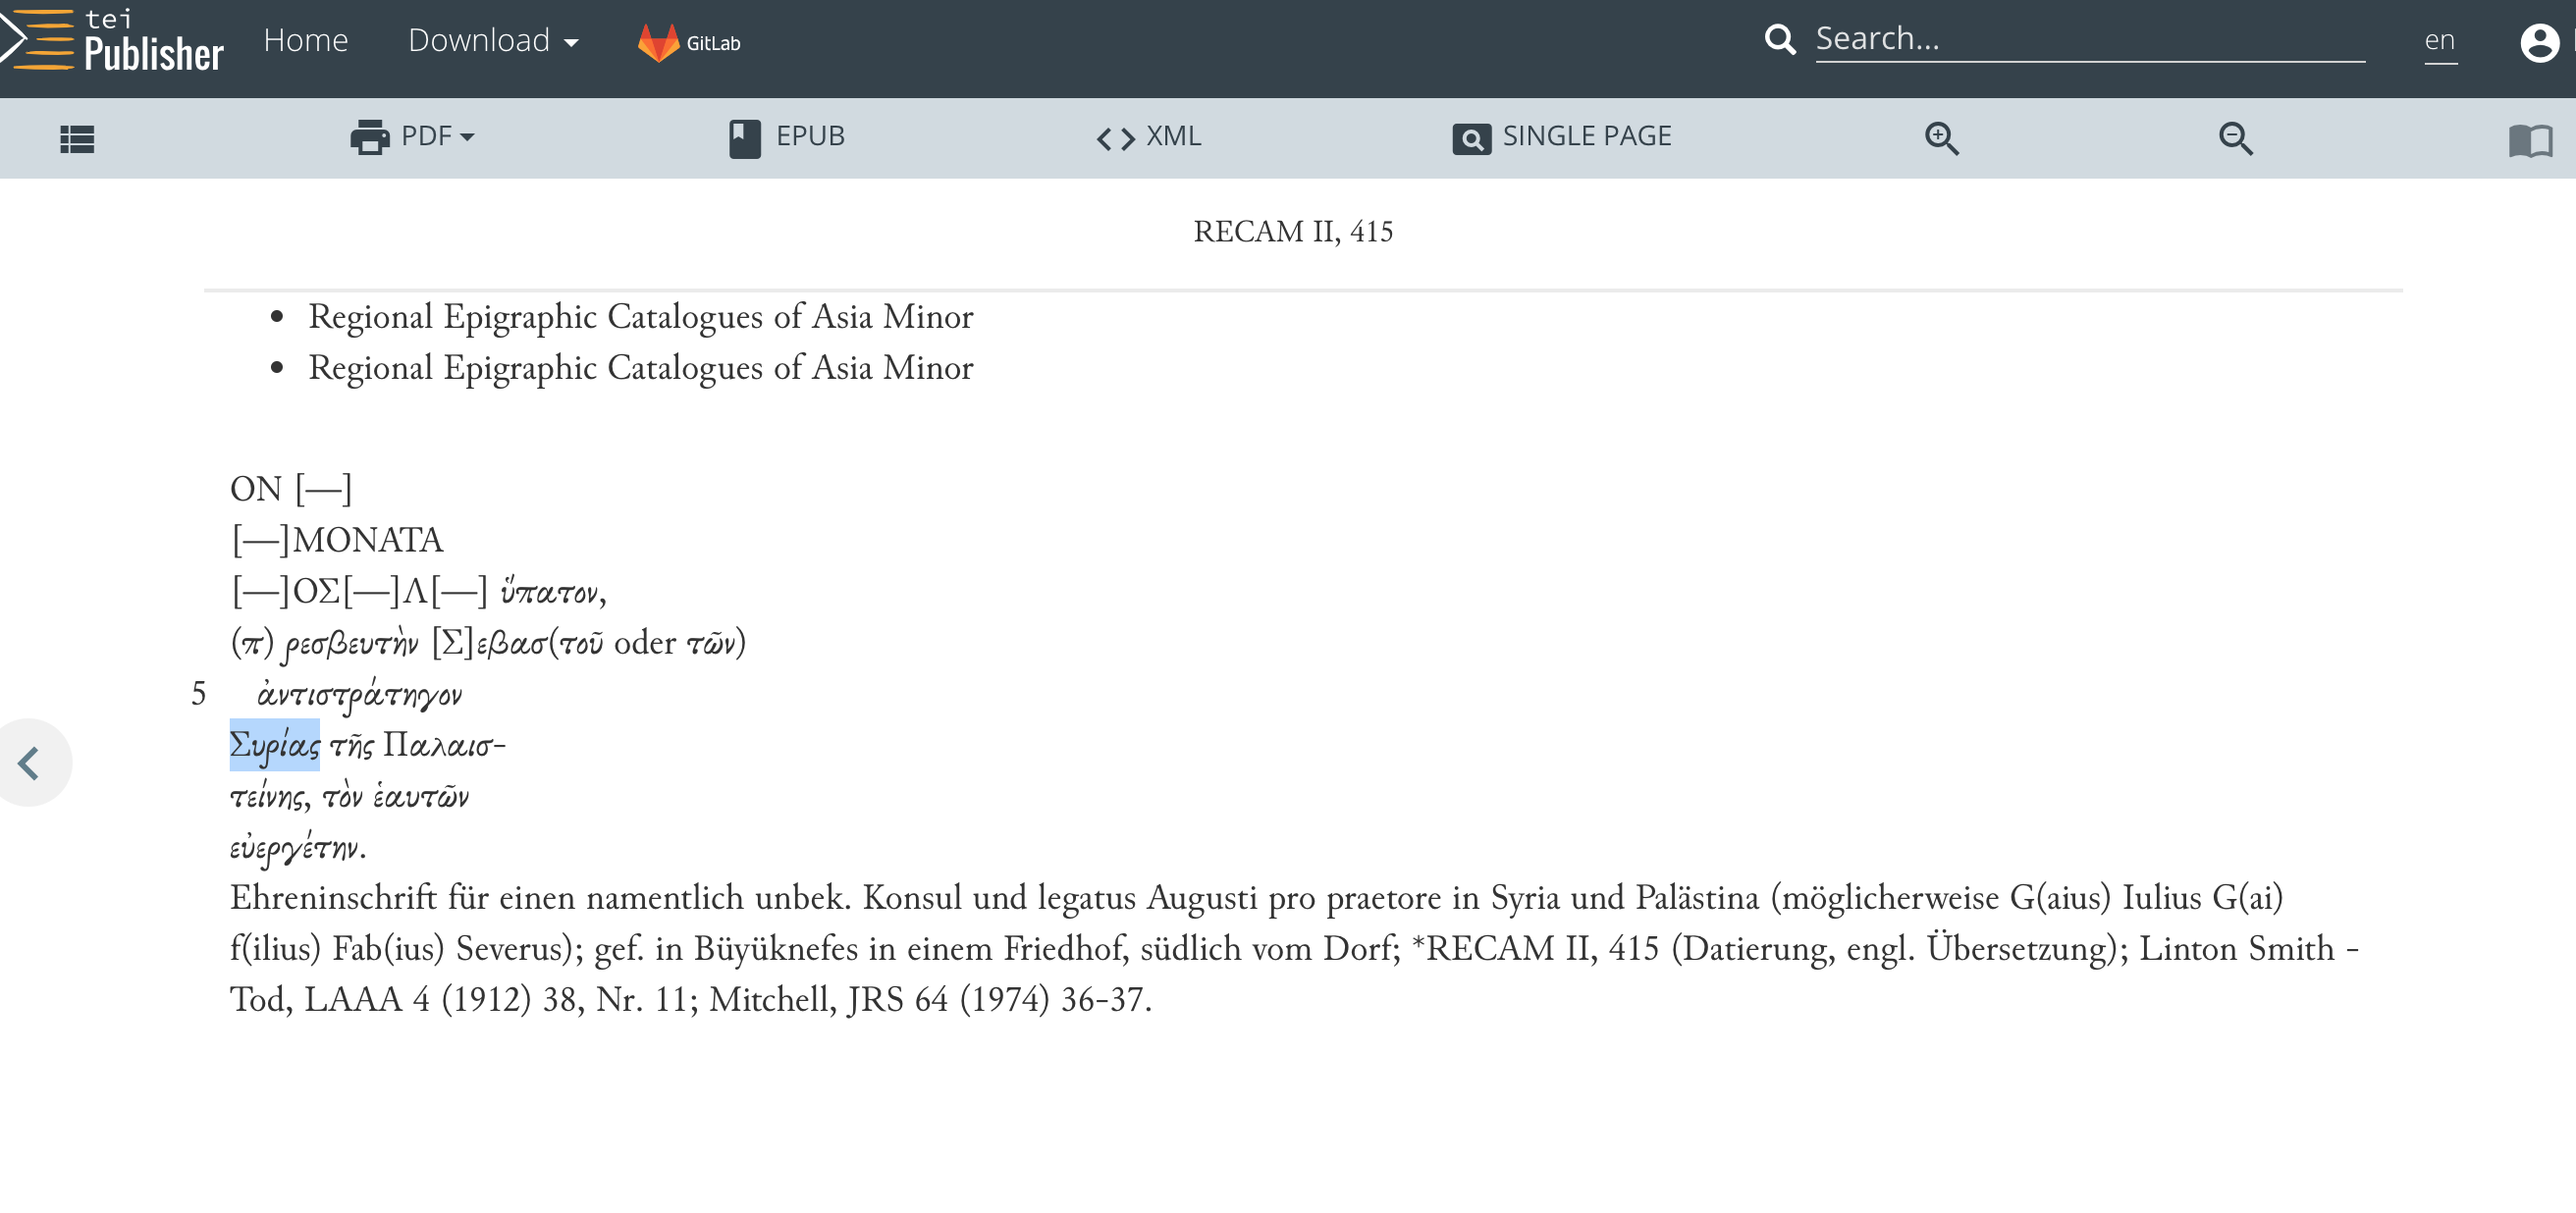 tei
Publisher
Home
Download
GitLab
Search...
en
PDF
EPUB
XML
SINGLE PAGE
RECAM II, 415
• Regional Epigraphic Catalogues of Asia Minor
• Regional Epigraphic Catalogues of Asia Minor
ΟΝ [—]
[—]ΜΟΝΑΤΑ
[—]ΟΣ[—]Λ[—] ὕπατον,
(π) ρεσβευτὴν [Σ]εβασ(τοῦ oder τῶν)
5 ἀντιστράτηγον
Συρίας τῆς Παλαισ-
τείνης, τὸν ἑαυτῶν
εὐεργέτην.
Ehreninschrift für einen namentlich unbek. Konsul und legatus Augusti pro praetore in Syria und Palästina (möglicherweise G(aius) Iulius G(ai)
f(ilius) Fab(ius) Severus); gef. in Büyüknefes in einem Friedhof, südlich vom Dorf; *RECAM II, 415 (Datierung, engl. Übersetzung); Linton Smith -
Tod, LAAA 4 (1912) 38, Nr. 11; Mitchell, JRS 64 (1974) 36-37.